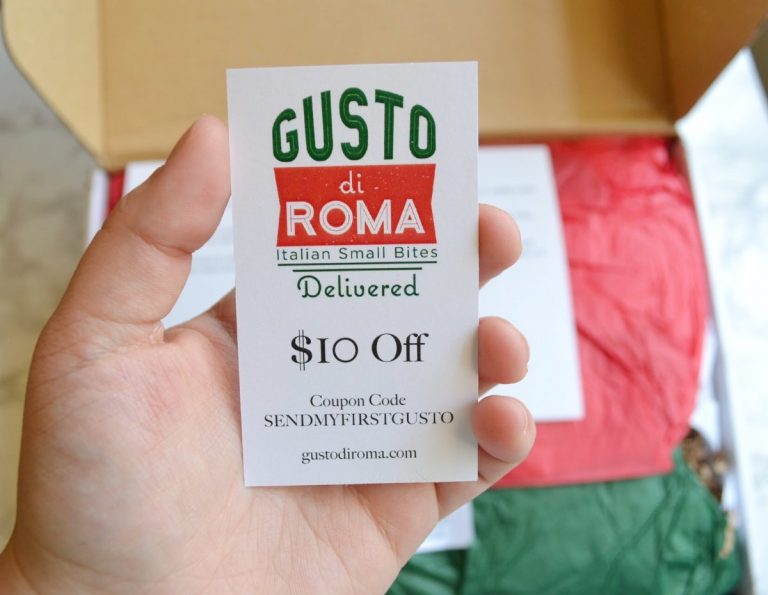 GUSTO
di
ROMA
Italian Small Bites
Delivered
$10 Off
Coupon Code
SENDMYFIRSTGUSTO
gustodiroma.com